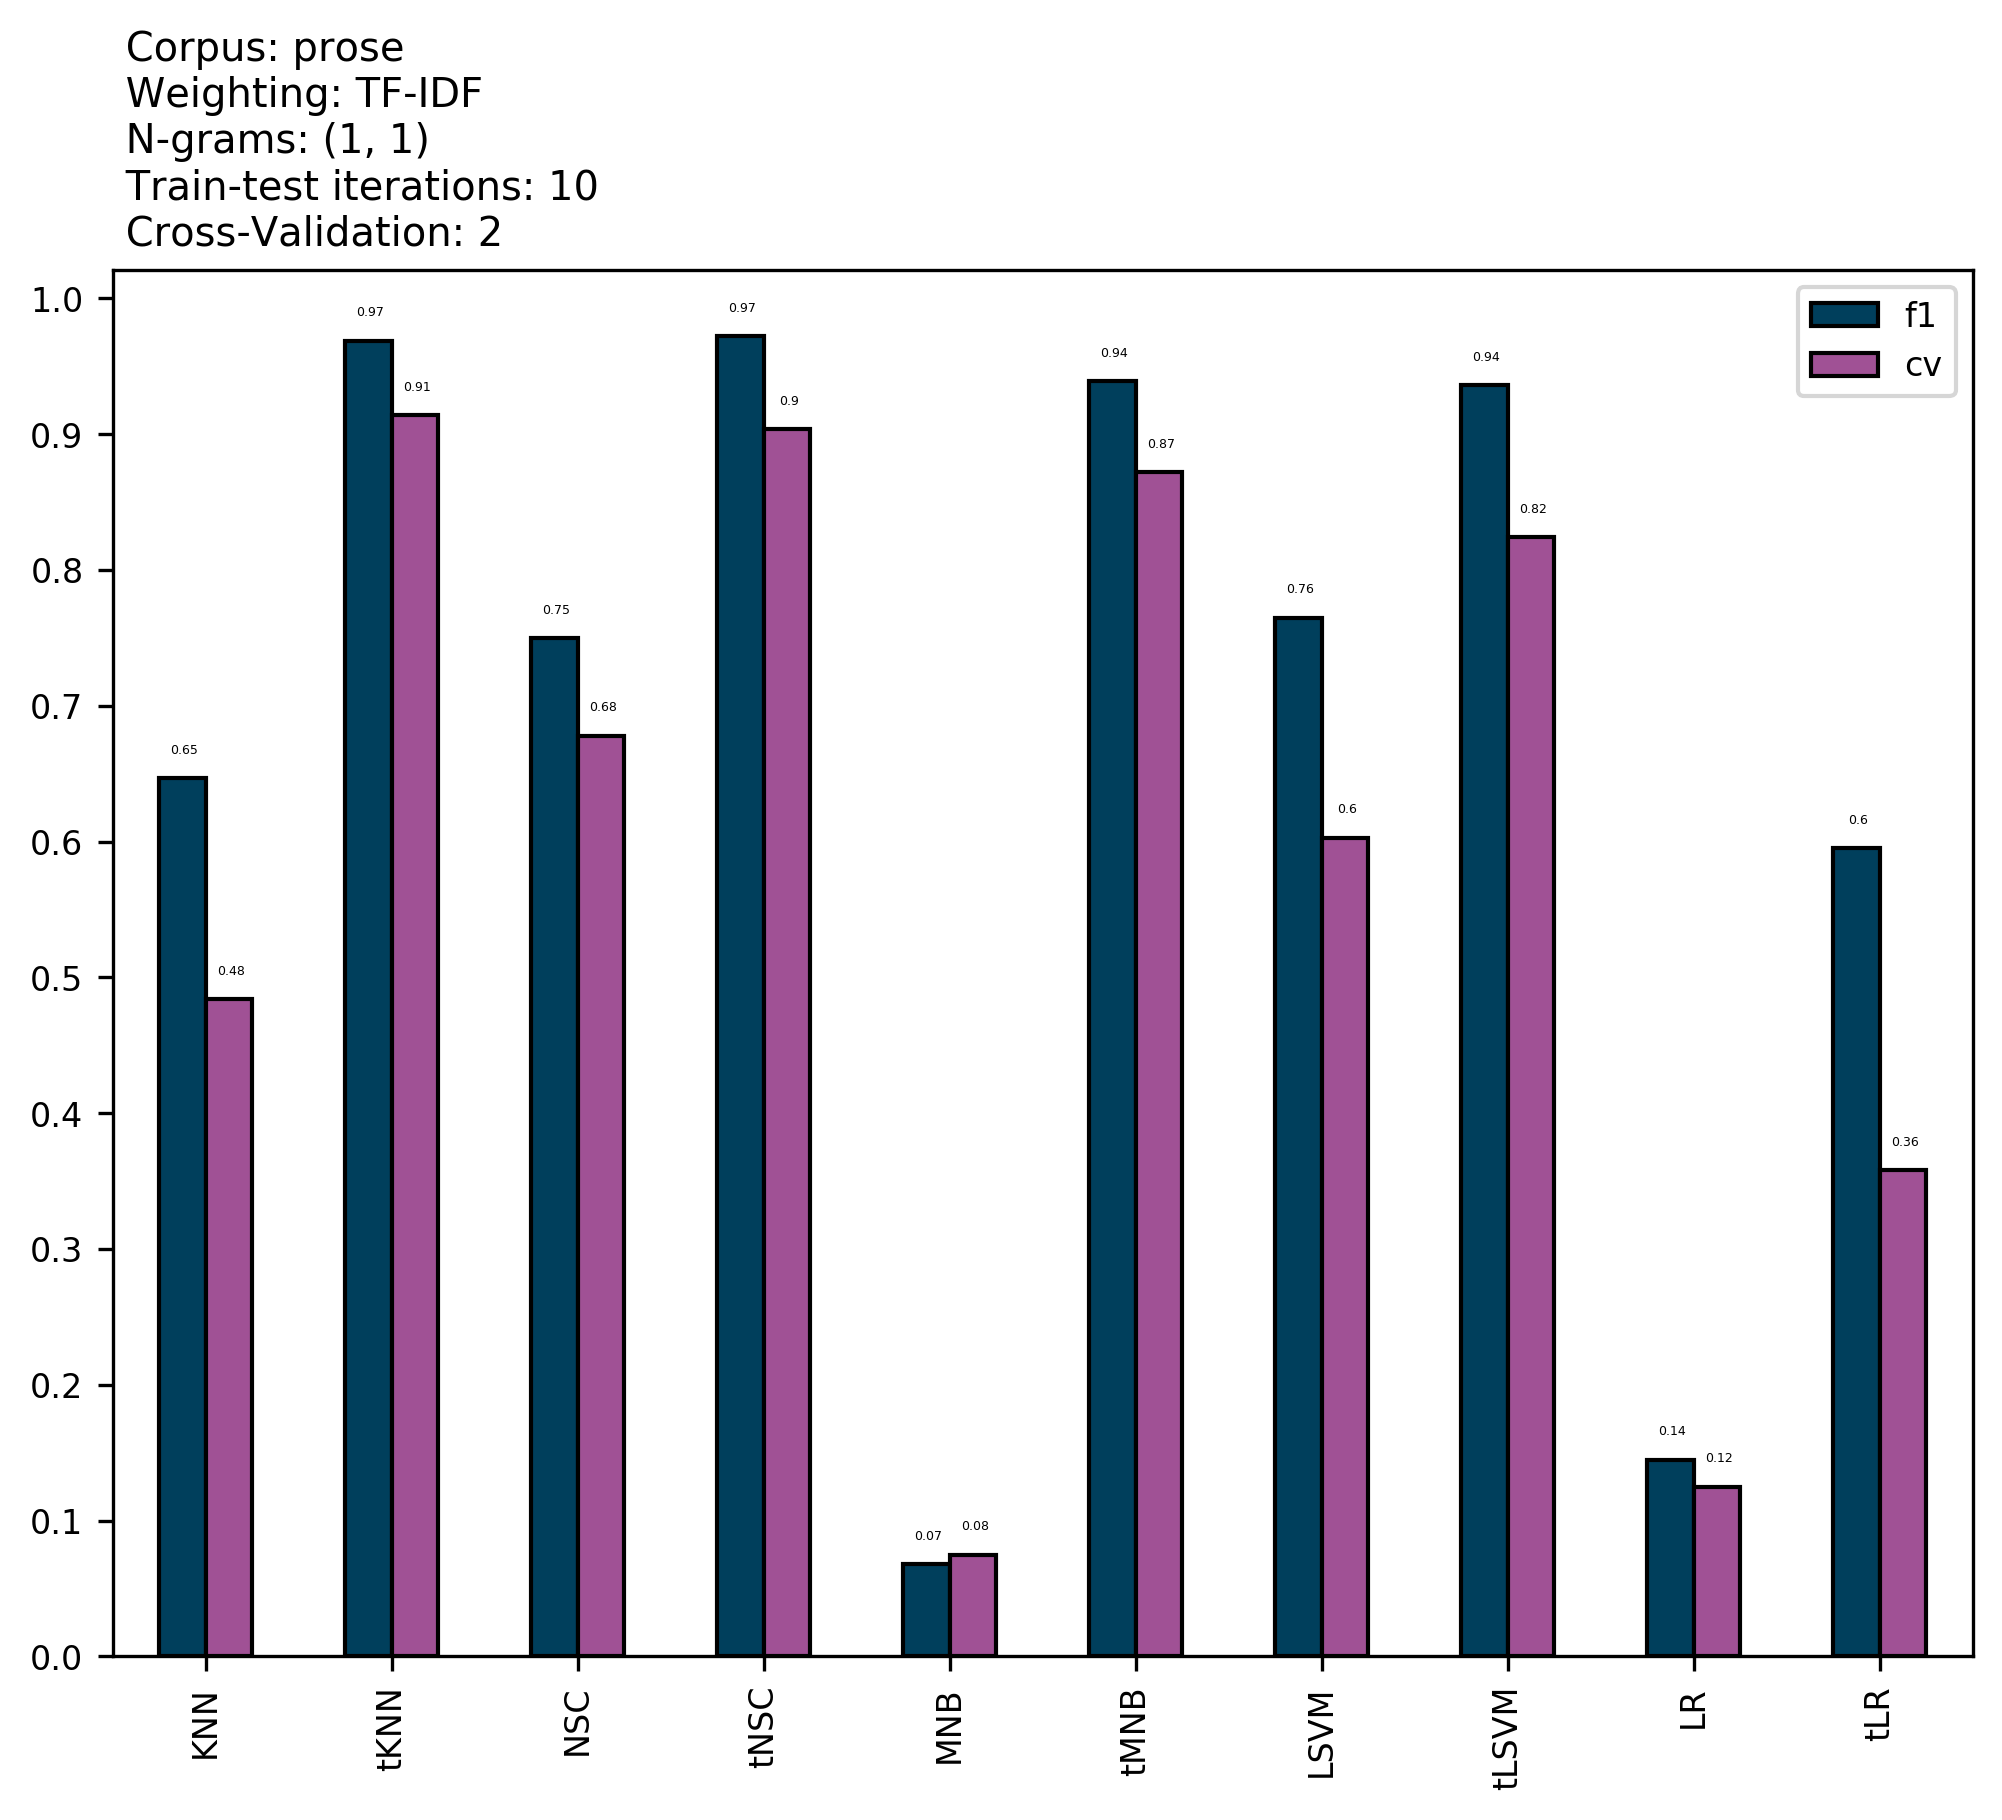 Corpus: prose
Weighting: TF-IDF
N-grams: (1, 1)
Train-test iterations: 10
Cross-Validation: 2
f1
cv
1.0
0.9
0.8
0.7
0.6
0.5
0.4
0.3
0.2
0.1
0.0
0.65
0.48
0.97
0.91
0.75
0.68
0.97
0.9
0.07
0.08
0.94
0.87
0.76
0.6
0.94
0.82
0.14
0.12
0.6
0.36
KNN
tKNN
NSC
tNSC
MNB
tMNB
LSVM
tLSVM
LR
tLR